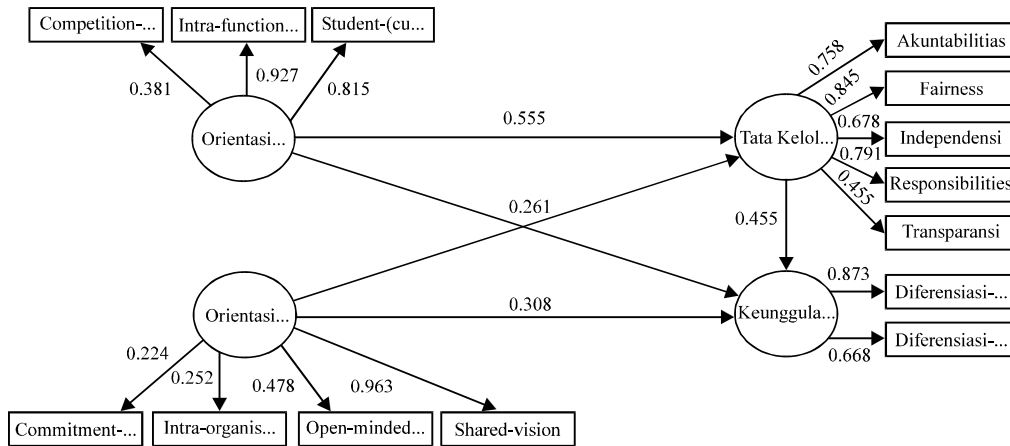 Competition-...
Intra-function...
Student-(cu...
0.381
0.927
0.815
Orientasi...
0.555
Tata Kelol...
0.758
0.845
0.678
0.791
0.455
Akuntabilitias
Fairness
Independensi
Responsibilities
Transparansi
0.261
0.455
Orientasi...
0.308
Keunggula...
0.873
0.668
Diferensiasi-...
Diferensiasi-...
0.224
0.252
0.478
0.963
Commitment-...
Intra-organis...
Open-minded...
Shared-vision